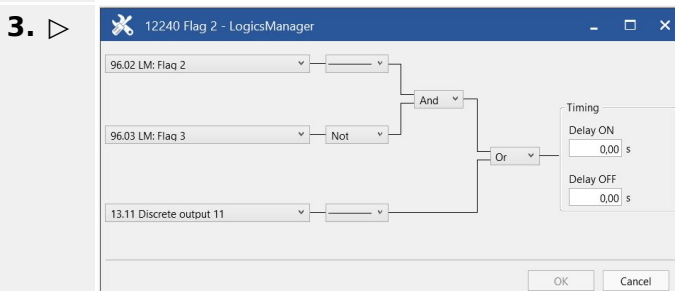 3. ▷
12240 Flag 2 - LogicsManager
96.02 LM: Flag 2
And
Timing
Delay ON
96.03 LM: Flag 3 Not
0,00 s
Or
Delay OFF
0,00 s
13.11 Discrete output 11
OK Cancel